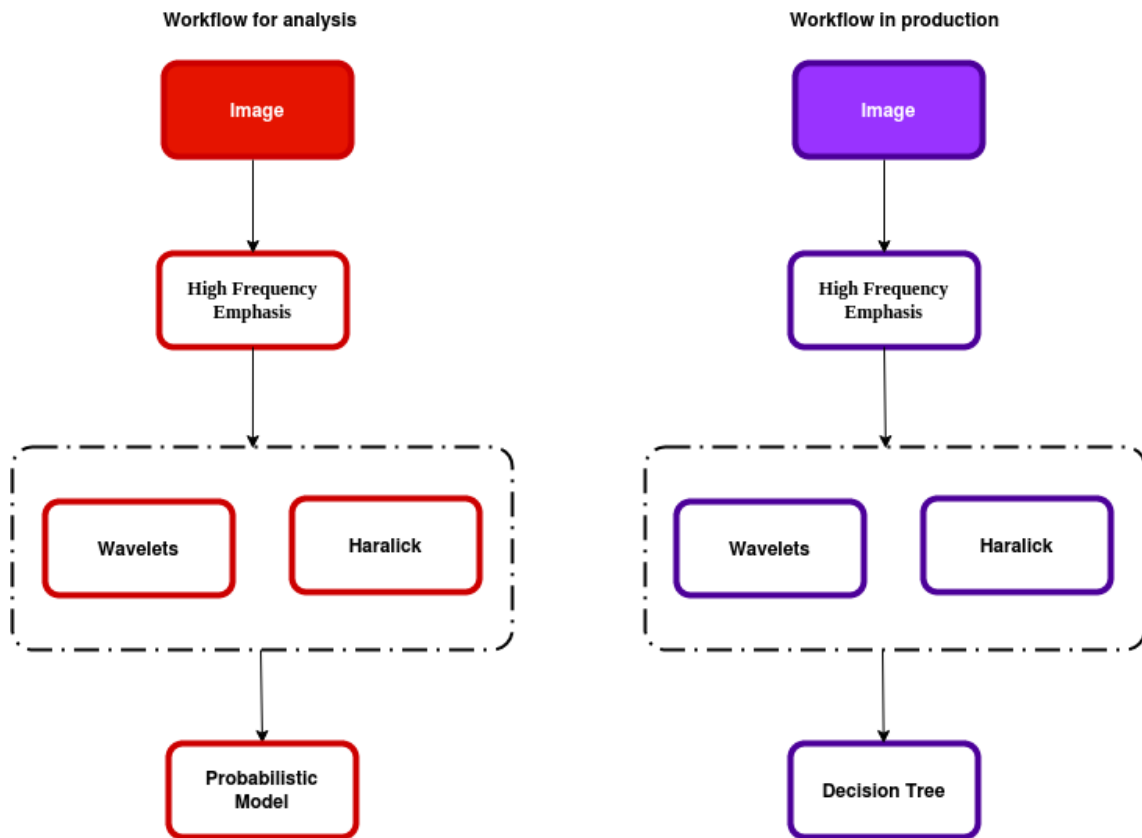 Workflow for analysis
Workflow in production
Image
Image
High Frequency
Emphasis
High Frequency
Emphasis
Wavelets
Haralick
Wavelets
Haralick
Probabilistic
Model
Decision Tree